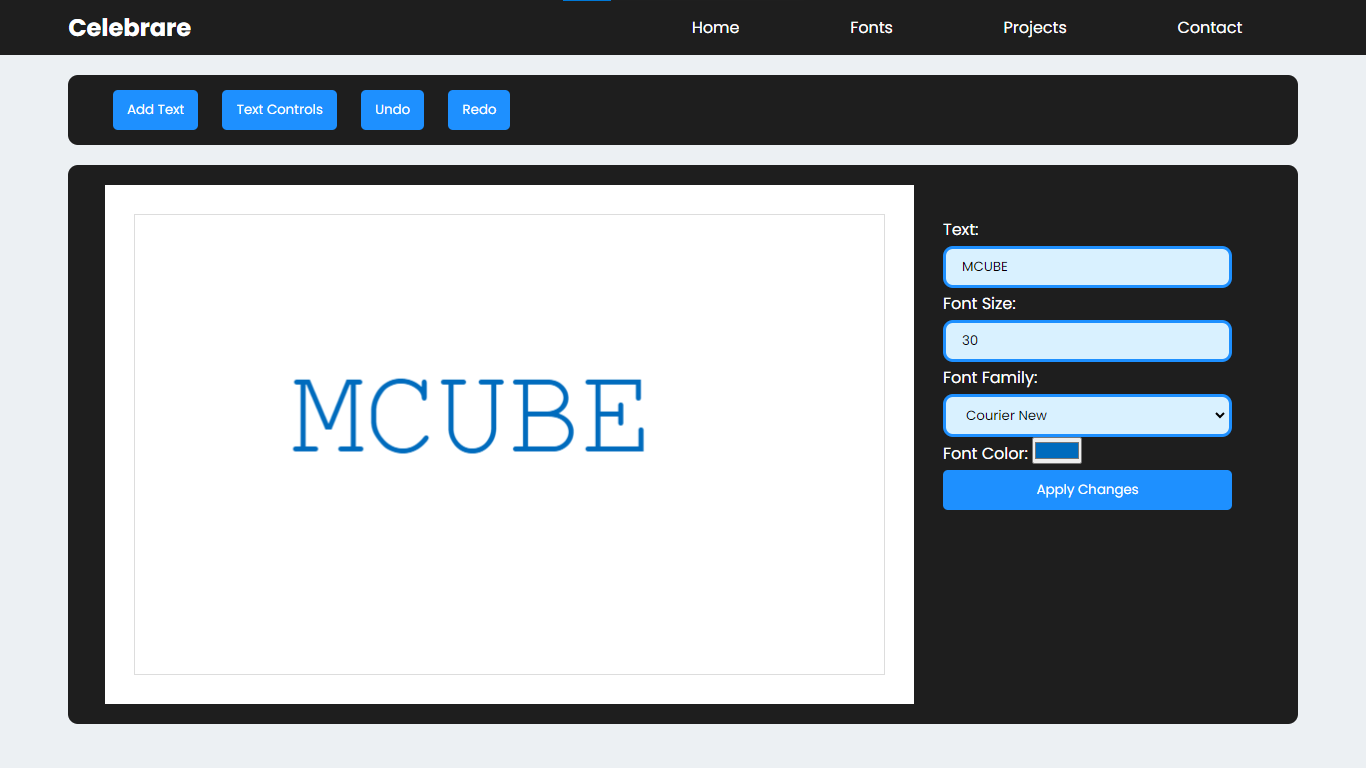 Celebrare Home Fonts Projects Contact
Add Text Text Controls Undo Redo
MCUBE
Text:
MCUBE
Font Size:
30
Font Family:
Courier New
Font Color:
Apply Changes